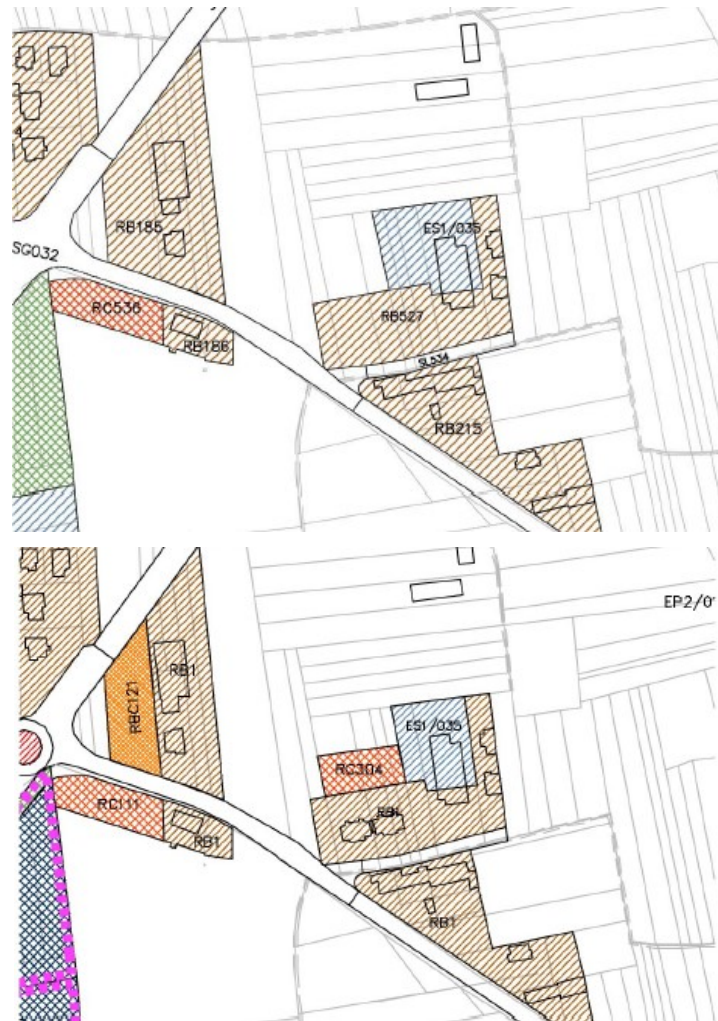 4
SG032
RB185
ES1/035
RC536
RB527
RB186
SL534
RB215
EP2/0
RB1
RBC121
ES1/035
RC304
RC111
RB1
RB1
RB1